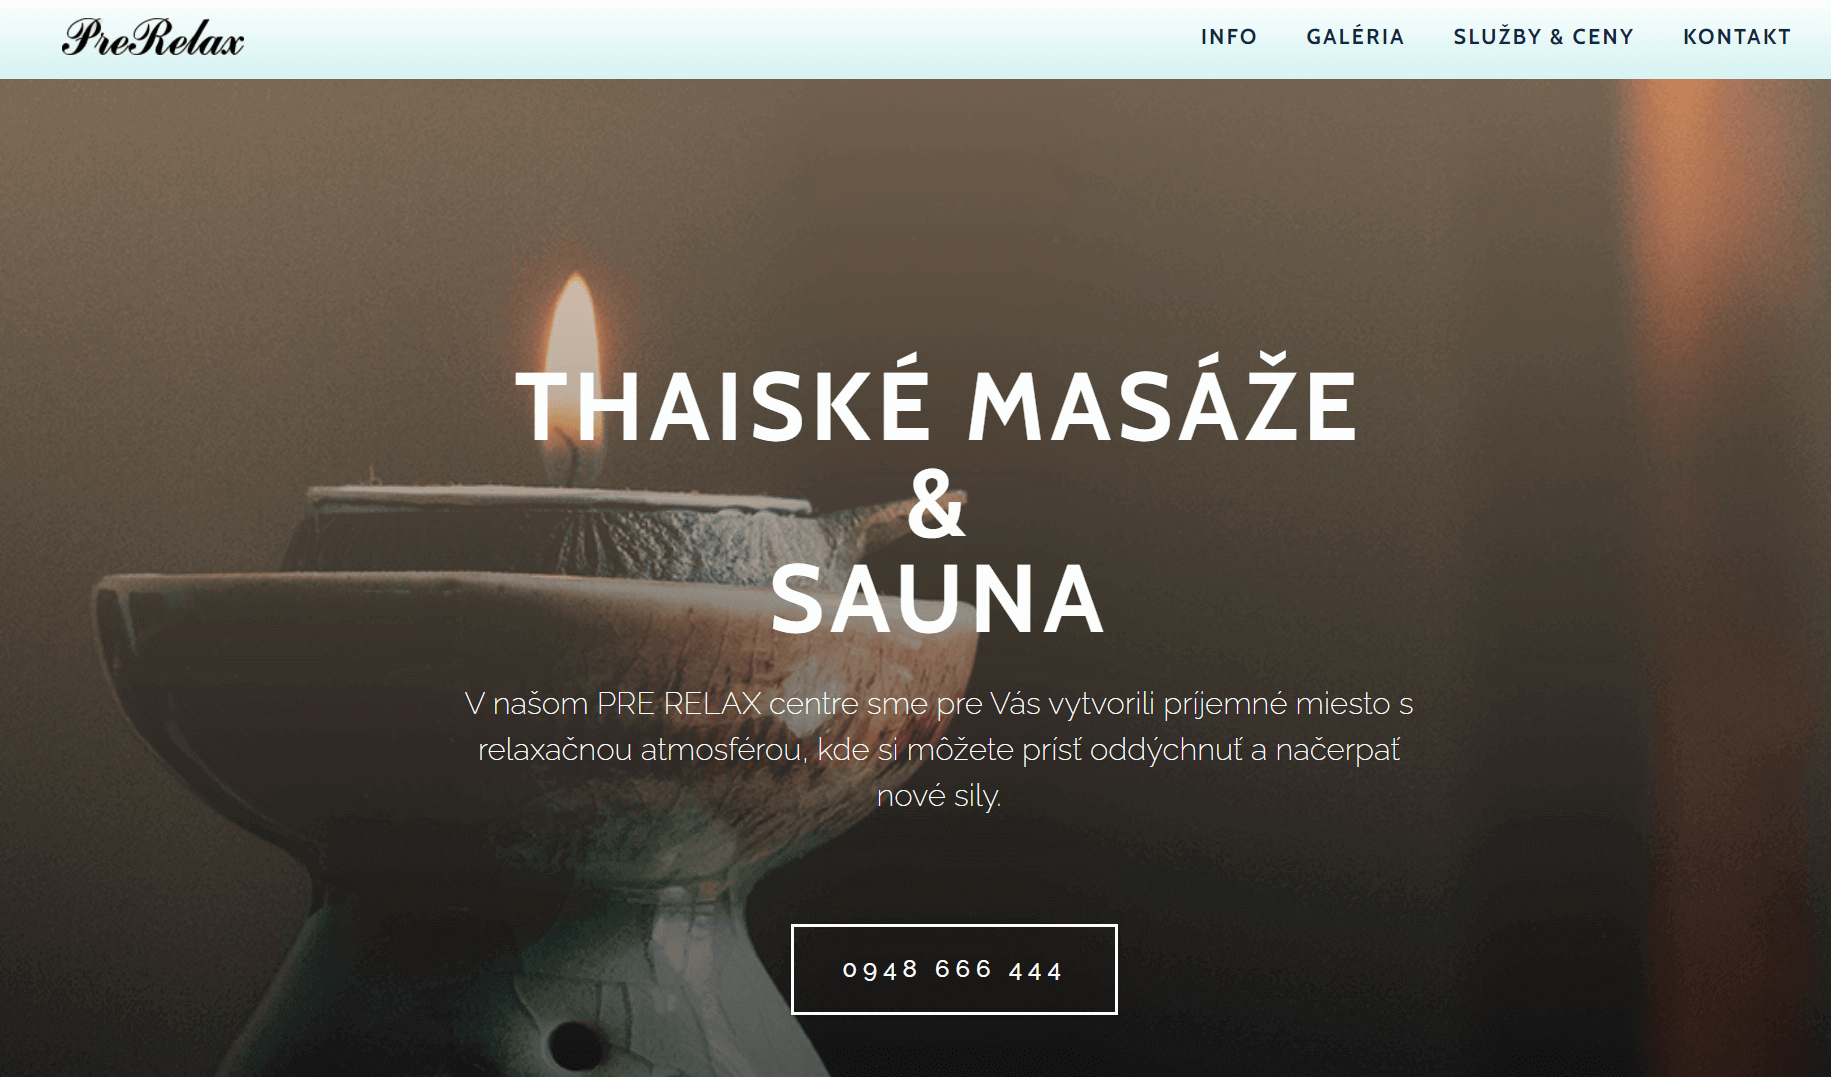 PreRelax
INFO GALÉRIA SLUŽBY & CENY KONTAKT
THAISKÉ MASÁŽE
&
SAUNA
V našom PRE RELAX centre sme pre Vás vytvorili príjemné miesto s
relaxačnou atmosférou, kde si môžete prísť oddýchnuť a načerpať
nové sily.
0948 666 444